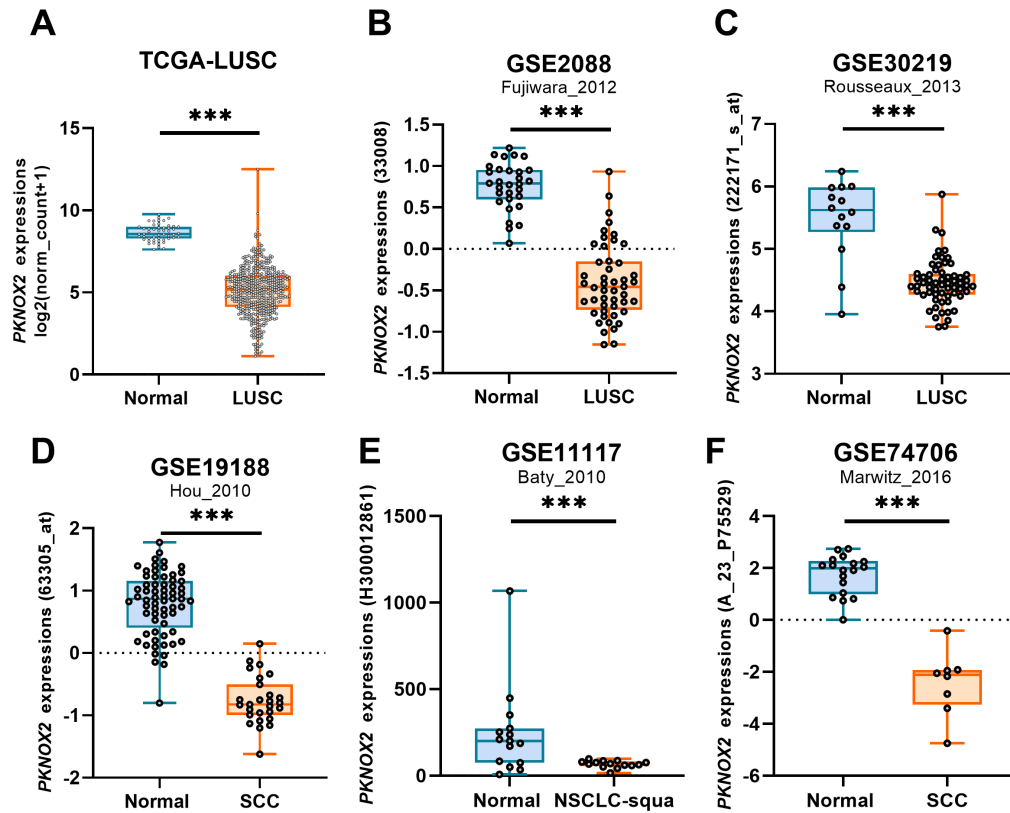 A
TCGA-LUSC
***
PKNOX2 expressions
log2(norm_count+1)
15
10
5
0
Normal
LUSC
B
GSE2088
Fujiwara_2012
***
PKNOX2 expressions (33008)
1.5
1.0
0.5
0.0
-0.5
-1.0
-1.5
Normal
LUSC
C
GSE30219
Rousseaux_2013
***
PKNOX2 expressions (222171_s_at)
7
6
5
4
3
Normal
LUSC
D
GSE19188
Hou_2010
***
PKNOX2 expressions (63305_at)
2
1
0
-1
-2
Normal
SCC
E
GSE11117
Baty_2010
***
PKNOX2 expressions (H300012861)
1500
1000
500
0
Normal
NSCLC-squa
F
GSE74706
Marwitz_2016
***
PKNOX2 expressions (A_23_P75529)
4
2
0
-2
-4
-6
Normal
SCC